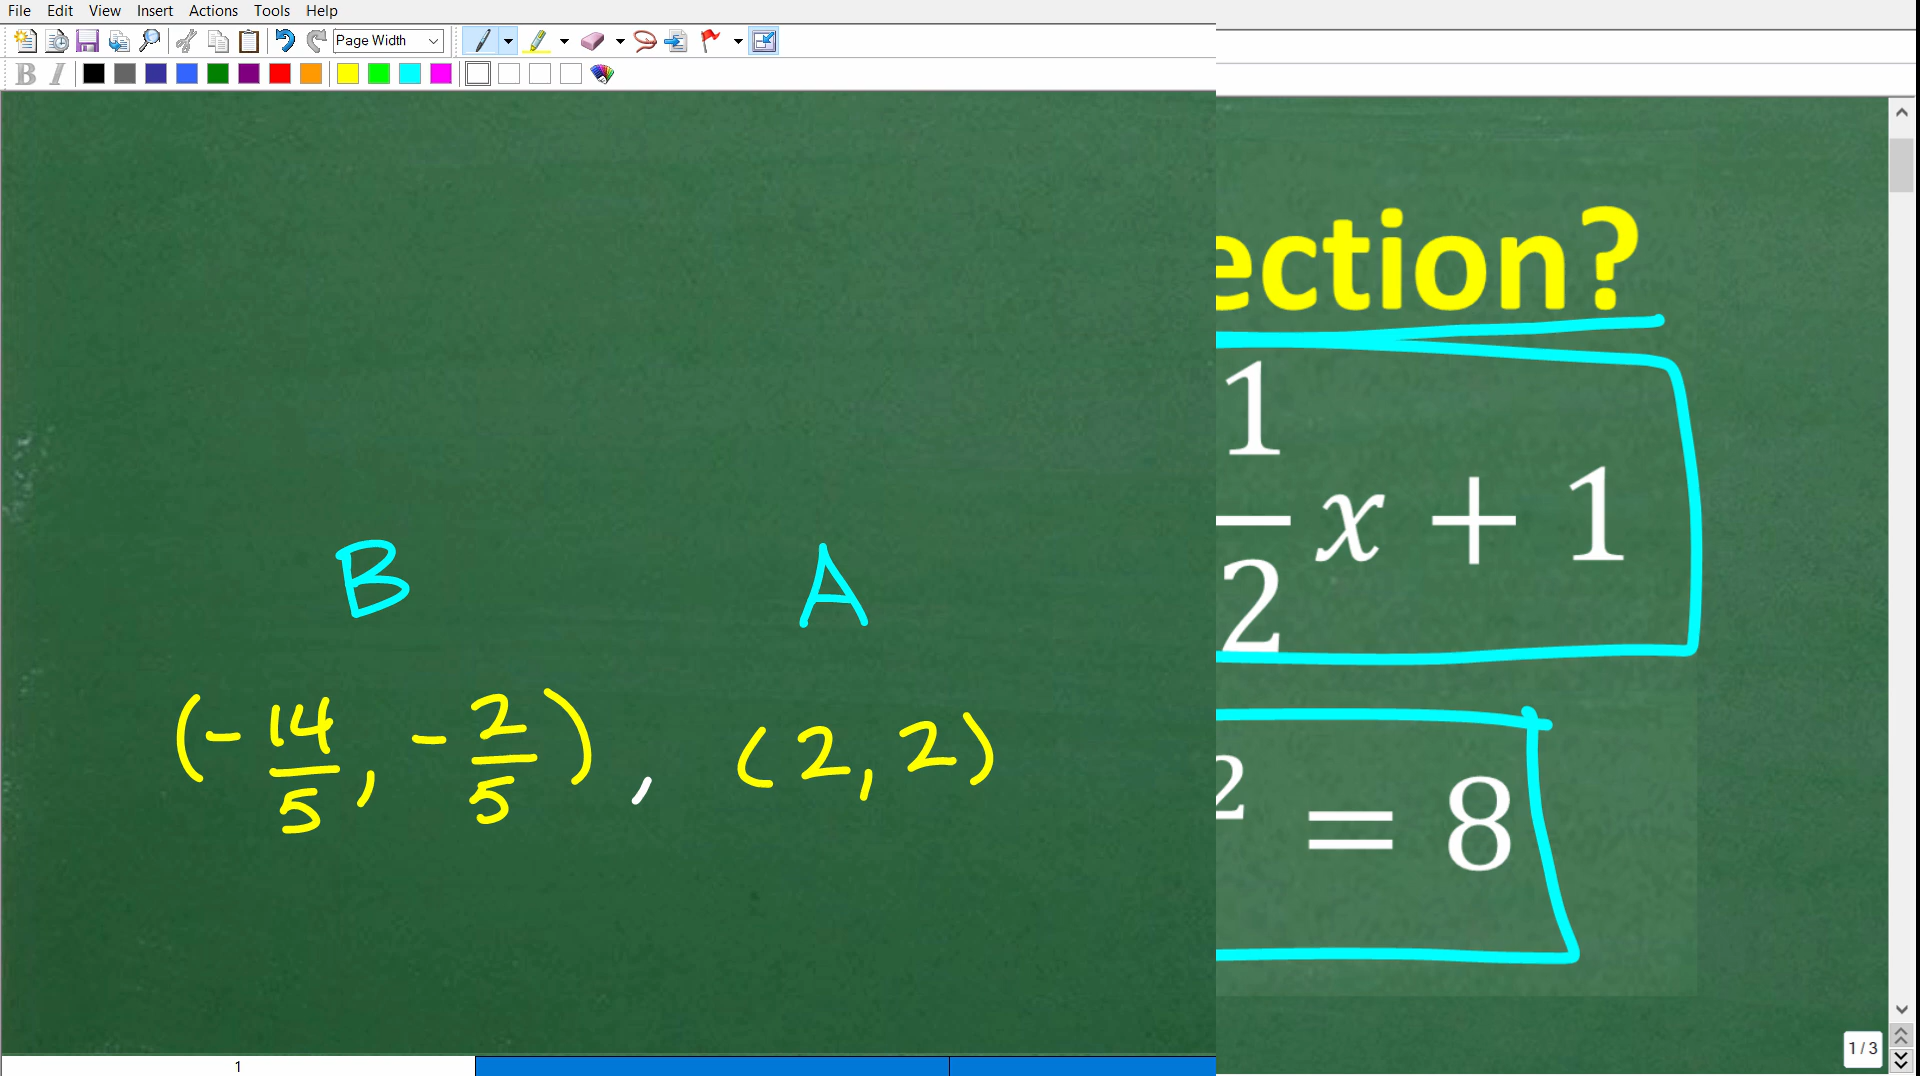 File Edit View Insert Actions Tools Help
Page Width
B I
ection?
1/2 x + 1
2 = 8
B A
(-14/5, -2/5), (2, 2)
1
1 / 3